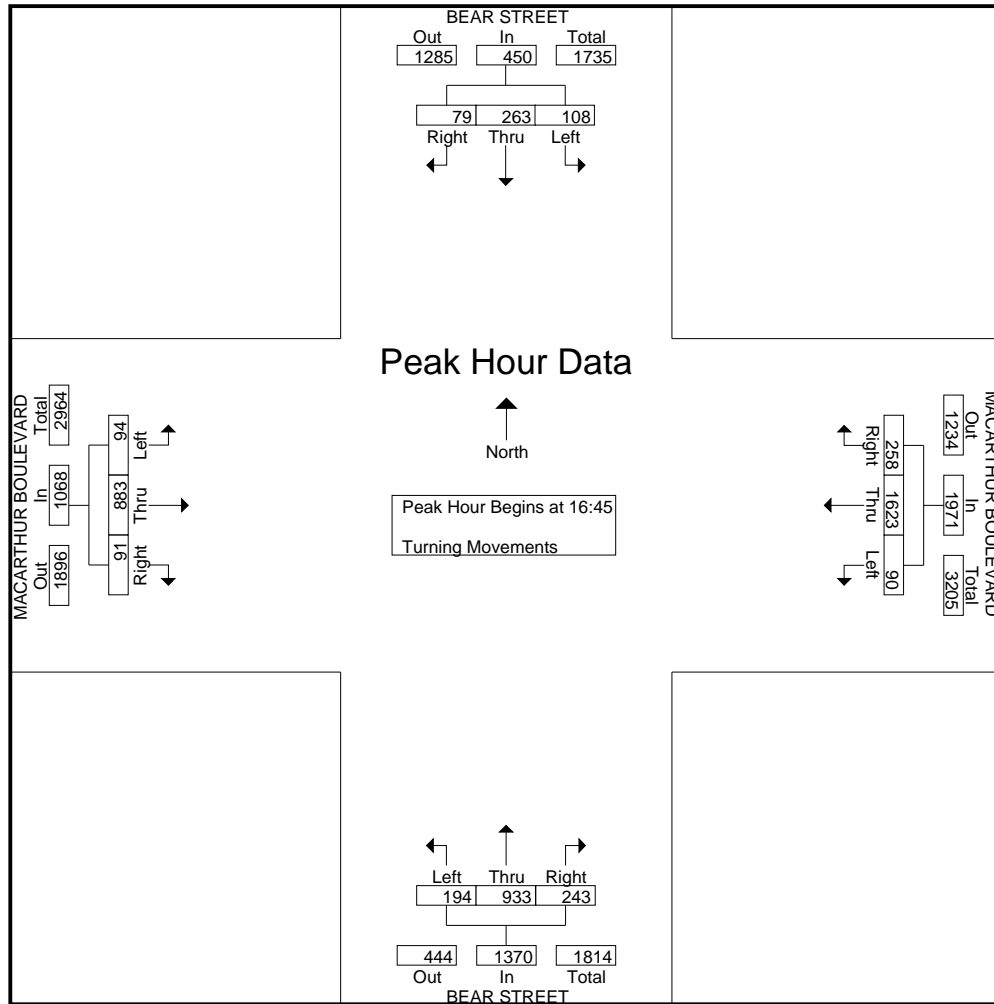 BEAR STREET
Out In Total
1285 450 1735
79 263 108
Right Thru Left
Peak Hour Data
North
Peak Hour Begins at 16:45
Turning Movements
MACARTHUR BOULEVARD
Total In Out
2964 1068 1896
94 883 91
Left Thru Right
MACARTHUR BOULEVARD
Out In Total
1234 1971 3205
258 1623 90
Right Thru Left
Left Thru Right
194 933 243
444 1370 1814
Out In Total
BEAR STREET